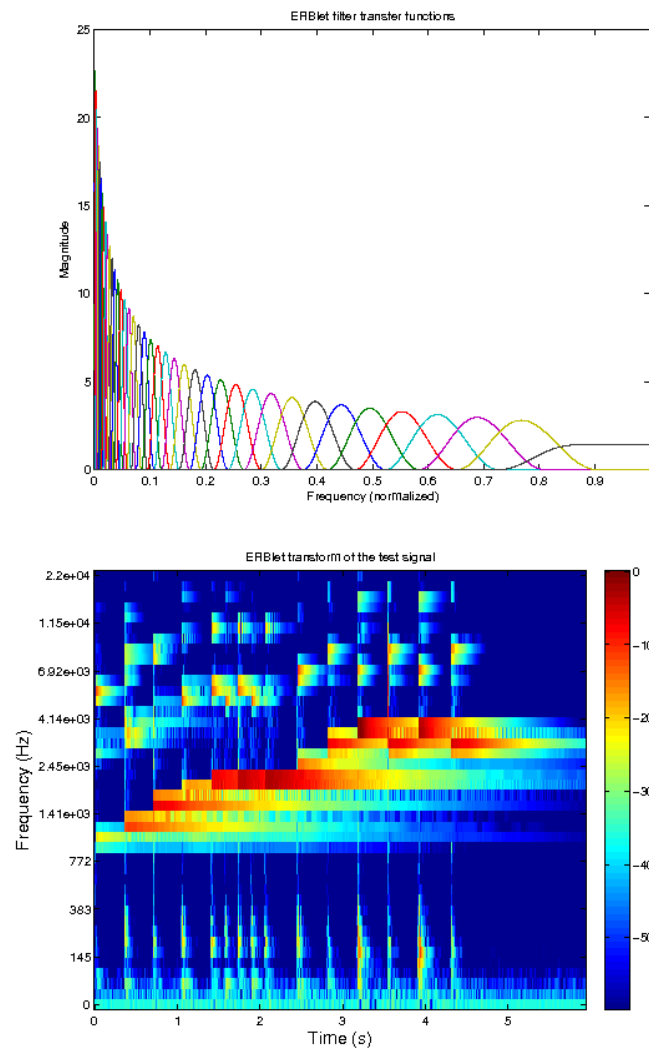 ERBlet filter transfer functions
25
20
15
10
5
0
Magnitude
0 0.1 0.2 0.3 0.4 0.5 0.6 0.7 0.8 0.9
Frequency (normalized)
ERBlet transform of the test signal
2.2e+04
1.15e+04
6.92e+03
4.14e+03
2.45e+03
1.41e+03
772
383
145
0
Frequency (Hz)
0 1 2 3 4 5
Time (s)
0
-10
-20
-30
-40
-50